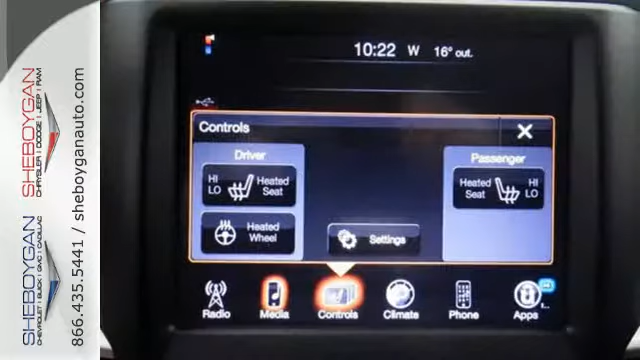 SHEBOYGAN
CHRYSLER | DODGE | JEEP | RAM
SHEBOYGAN
CHEVROLET | BUICK | GMC | CADILLAC
866.435.5441 / sheboyganauto.com
10:22 W 16° out.
Controls
Driver
HI
LO
Heated
Seat
Heated
Wheel
Settings
Passenger
Heated
Seat
HI
LO
Radio
Media
Controls
Climate
Phone
Apps